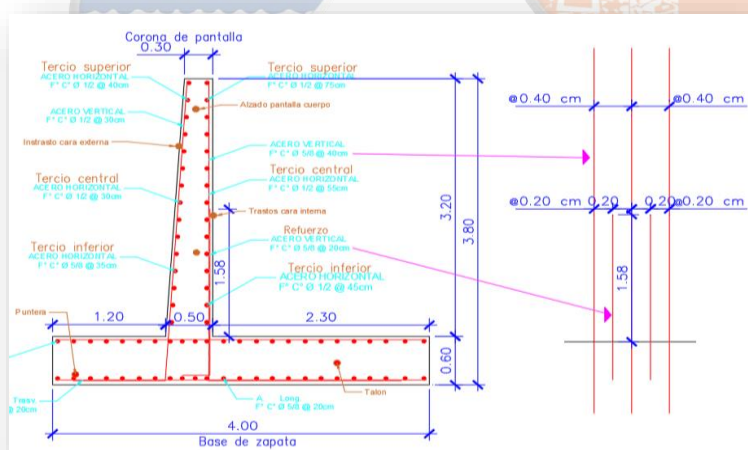 Corona de pantalla
0.30
Tercio superior
ACERO HORIZONTAL
F° C° Ø 1/2 @ 40cm
ACERO VERTICAL
F° C° Ø 1/2 @ 30cm
Instrasto cara externa
Tercio central
ACERO HORIZONTAL
F° C° Ø 1/2 @ 30cm
Tercio inferior
ACERO HORIZONTAL
F° C° Ø 5/8 @ 35cm
Puntera
Tercio superior
ACERO HORIZONTAL
F° C° Ø 1/2 @ 75cm
Alzado pantalla cuerpo
ACERO VERTICAL
F° C° Ø 5/8 @ 40cm
Tercio central
ACERO HORIZONTAL
F° C° Ø 1/2 @ 55cm
Trastos cara interna
Refuerzo
ACERO VERTICAL
F° C° Ø 5/8 @ 20cm
Tercio inferior
ACERO HORIZONTAL
F° C° Ø 1/2 @ 45cm
1.58
3.20
3.80
1.20
0.50
2.30
0.60
Trasv.
@ 20cm
A. Long.
F° C° Ø 5/8 @ 20cm
Talon
4.00
Base de zapata
@0.40 cm
@0.40 cm
@0.20 cm
0.20
0.20
@0.20 cm
1.58